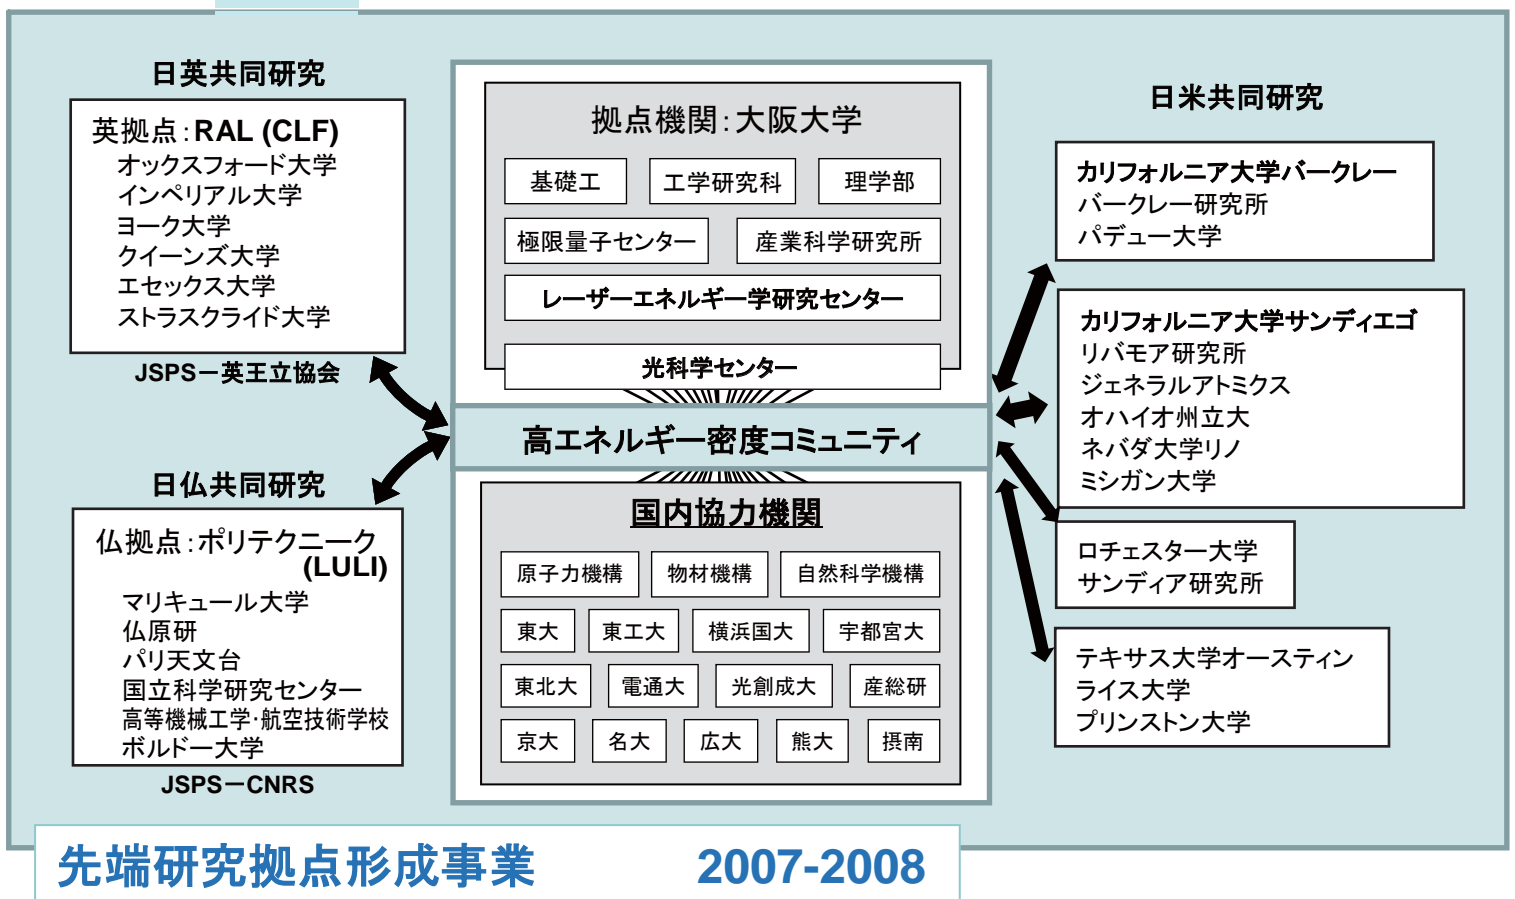 日英共同研究
英拠点：RAL (CLF)
オックスフォード大学
インペリアル大学
ヨーク大学
クイーンズ大学
エセックス大学
ストラスクライド大学
JSPS－英王立協会
日仏共同研究
仏拠点：ポリテクニーク
(LULI)
マリキュール大学
仏原研
パリ天文台
国立科学研究センター
高等機械工学・航空技術学校
ボルドー大学
JSPS－CNRS
拠点機関：大阪大学
基礎工 工学研究科 理学部
極限量子センター 産業科学研究所
レーザーエネルギー学研究センター
光科学センター
高エネルギー密度コミュニティ
国内協力機関
原子力機構 物材機構 自然科学機構
東大 東工大 横浜国大 宇都宮大
東北大 電通大 光創成大 産総研
京大 名大 広大 熊大 摂南
日米共同研究
カリフォルニア大学バークレー
バークレー研究所
パデュー大学
カリフォルニア大学サンディエゴ
リバモア研究所
ジェネラルアトミクス
オハイオ州立大
ネバダ大学リノ
ミシガン大学
ロチェスター大学
サンディア研究所
テキサス大学オースティン
ライス大学
プリンストン大学
先端研究拠点形成事業 2007-2008